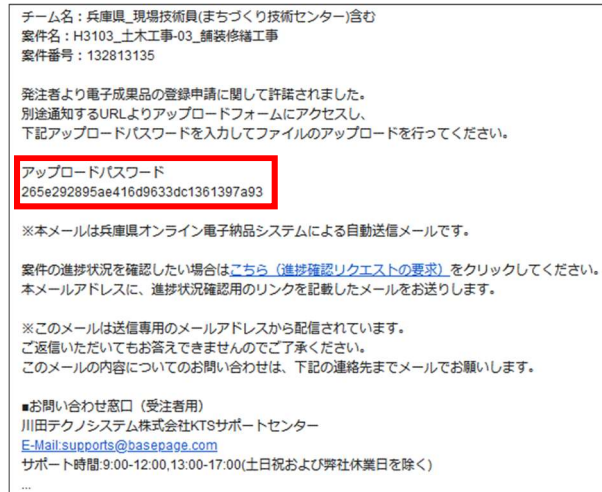 チーム名：兵庫県_現場技術員(まちづくり技術センター)含む
案件名：H3103_土木工事-03_舗装修繕工事
案件番号：132813135
発注者より電子成果品の登録申請に関して許諾されました。
別途通知するURLよりアップロードフォームにアクセスし、
下記アップロードパスワードを入力してファイルのアップロードを行ってください。
アップロードパスワード
265e292895ae416d9633dc1361397a93
※本メールは兵庫県オンライン電子納品システムによる自動送信メールです。
案件の進捗状況を確認したい場合はこちら（進捗確認リクエストの要求）をクリックしてください。
本メールアドレスに、進捗状況確認用のリンクを記載したメールをお送りします。
※このメールは送信専用のメールアドレスから配信されています。
ご返信いただいてもお答えできませんのでご了承ください。
このメールの内容についてのお問い合わせは、下記の連絡先までメールでお願いします。
■お問い合わせ窓口（受注者用）
川田テクノシステム株式会社KTSサポートセンター
E-Mail:supports@basepage.com
サポート時間:9:00-12:00,13:00-17:00(土日祝および弊社休業日を除く)
...